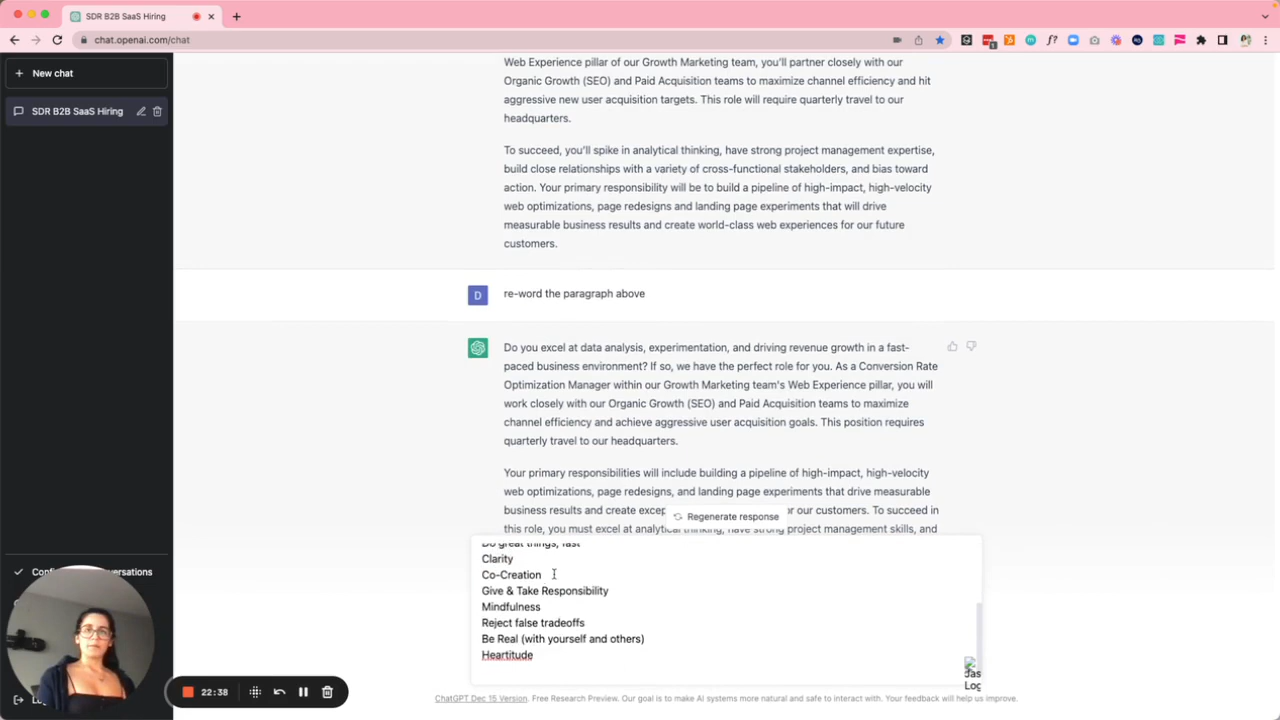 SDR B2B SaaS Hiring
chat.openai.com/chat
New chat
SDR B2B SaaS Hiring
Web Experience pillar of our Growth Marketing team, you'll partner closely with our
Organic Growth (SEO) and Paid Acquisition teams to maximize channel efficiency and hit
aggressive new user acquisition targets. This role will require quarterly travel to our
headquarters.
To succeed, you'll spike in analytical thinking, have strong project management expertise,
build close relationships with a variety of cross-functional stakeholders, and bias toward
action. Your primary responsibility will be to build a pipeline of high-impact, high-velocity
web optimizations, page redesigns and landing page experiments that will drive
measurable business results and create world-class web experiences for our future
customers.
D
re-word the paragraph above
Do you excel at data analysis, experimentation, and driving revenue growth in a fast-
paced business environment? If so, we have the perfect role for you. As a Conversion Rate
Optimization Manager within our Growth Marketing team's Web Experience pillar, you will
work closely with our Organic Growth (SEO) and Paid Acquisition teams to maximize
channel efficiency and achieve aggressive user acquisition goals. This position requires
quarterly travel to our headquarters.
Your primary responsibilities will include building a pipeline of high-impact, high-velocity
web optimizations, page redesigns, and landing page experiments that drive measurable
business results and create excep or our customers. To succeed in
Regenerate response
this role, you must excel at analytical thinking, have strong project management skills, and
Do great things, fast
Clarity
Co-Creation
Give & Take Responsibility
Mindfulness
Reject false tradeoffs
Be Real (with yourself and others)
Heartitude
das
Log
Conf versations
22:38
ChatGPT Dec 15 Version. Free Research Preview. Our goal is to make AI systems more natural and safe to interact with. Your feedback will help us improve.